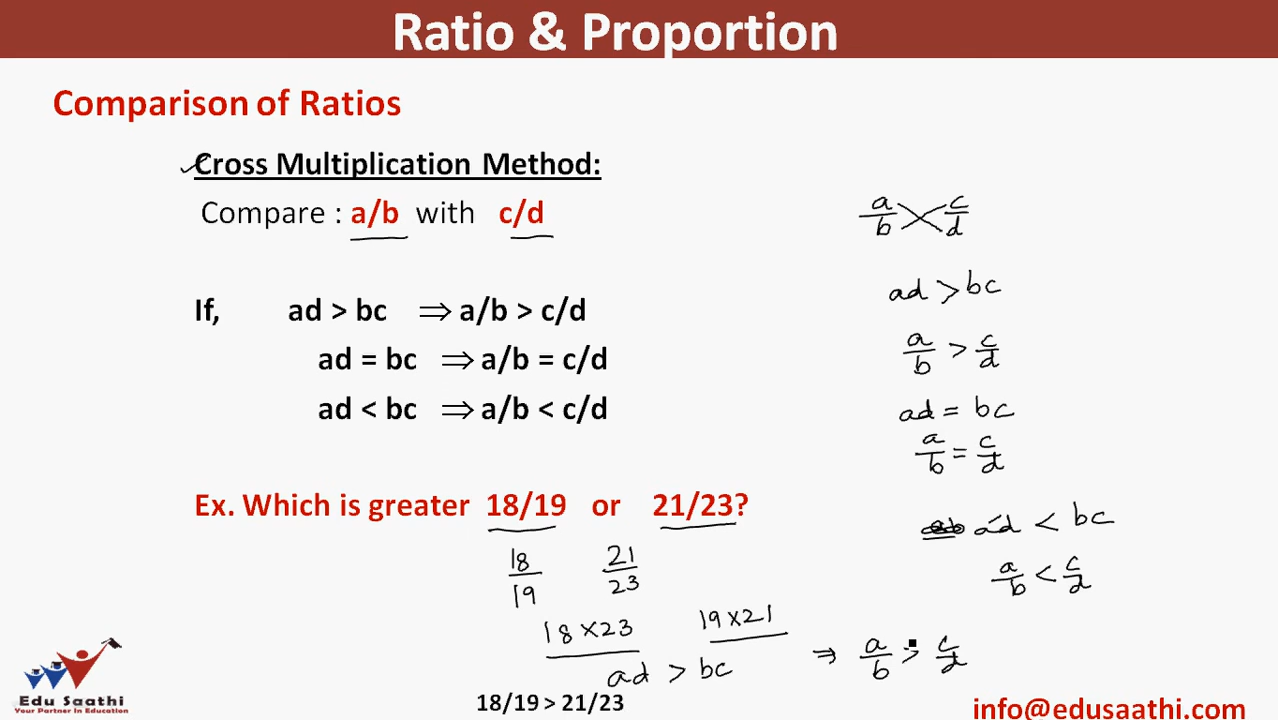 Ratio & Proportion
Comparison of Ratios
Cross Multiplication Method:
Compare : a/b with c/d
a/b c/d
ad > bc
If, ad > bc ⇒ a/b > c/d
a/b > c/d
ad = bc ⇒ a/b = c/d
ad < bc ⇒ a/b < c/d
ad = bc
a/b = c/d
Ex. Which is greater 18/19 or 21/23?
ad < bc
18/19 21/23
a/b < c/d
18 × 23 19 × 21
ad > bc ⇒ a/b > c/d
18/19 > 21/23
Edu Saathi
Your Partner in Education
info@edusaathi.com